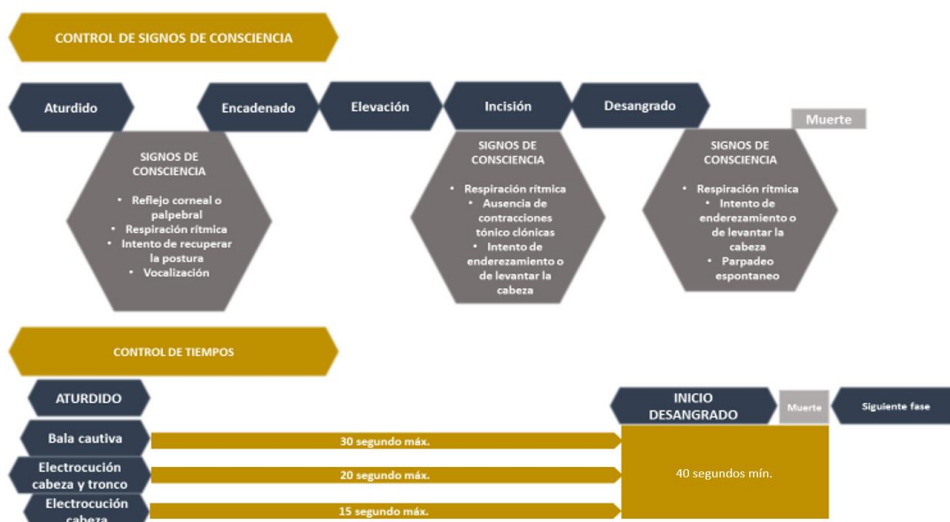 CONTROL DE SIGNOS DE CONSCIENCIA
Aturdido
Encadenado
Elevación
Incisión
Desangrado
Muerte
SIGNOS DE
CONSCIENCIA
• Reflejo corneal o
palpebral
• Respiración rítmica
• Intento de recuperar
la postura
• Vocalización
SIGNOS DE
CONSCIENCIA
• Respiración rítmica
• Ausencia de
contracciones
tónico clónicas
• Intento de
enderezamiento o
de levantar la
cabeza
SIGNOS DE
CONSCIENCIA
• Respiración rítmica
• Intento de
enderezamiento o
de levantar la
cabeza
• Parpadeo
espontaneo
CONTROL DE TIEMPOS
ATURDIDO
INICIO
DESANGRADO
Muerte
Siguiente fase
Bala cautiva
30 segundo máx.
Electrocución
cabeza y tronco
20 segundo máx.
40 segundos mín.
Electrocución
cabeza
15 segundo máx.